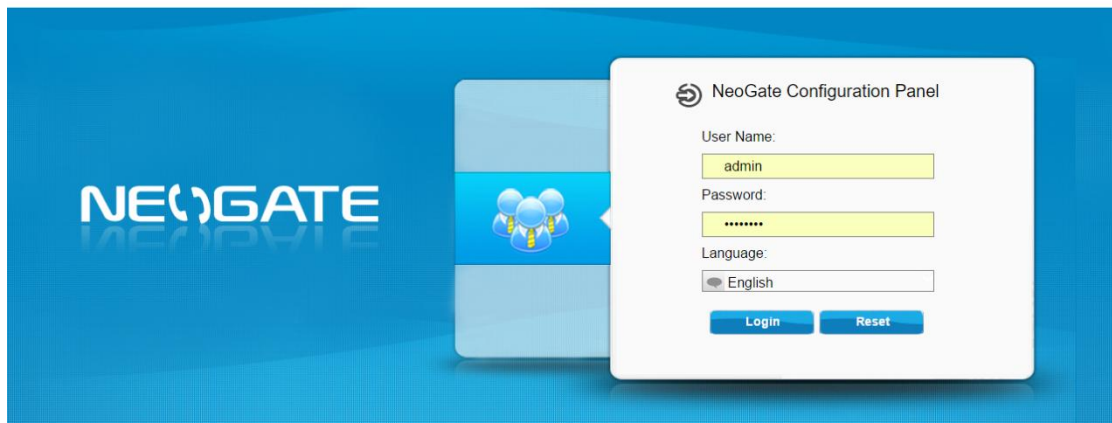 NEOGATE
NeoGate Configuration Panel
User Name:
admin
Password:
••••••••
Language:
English
Login
Reset